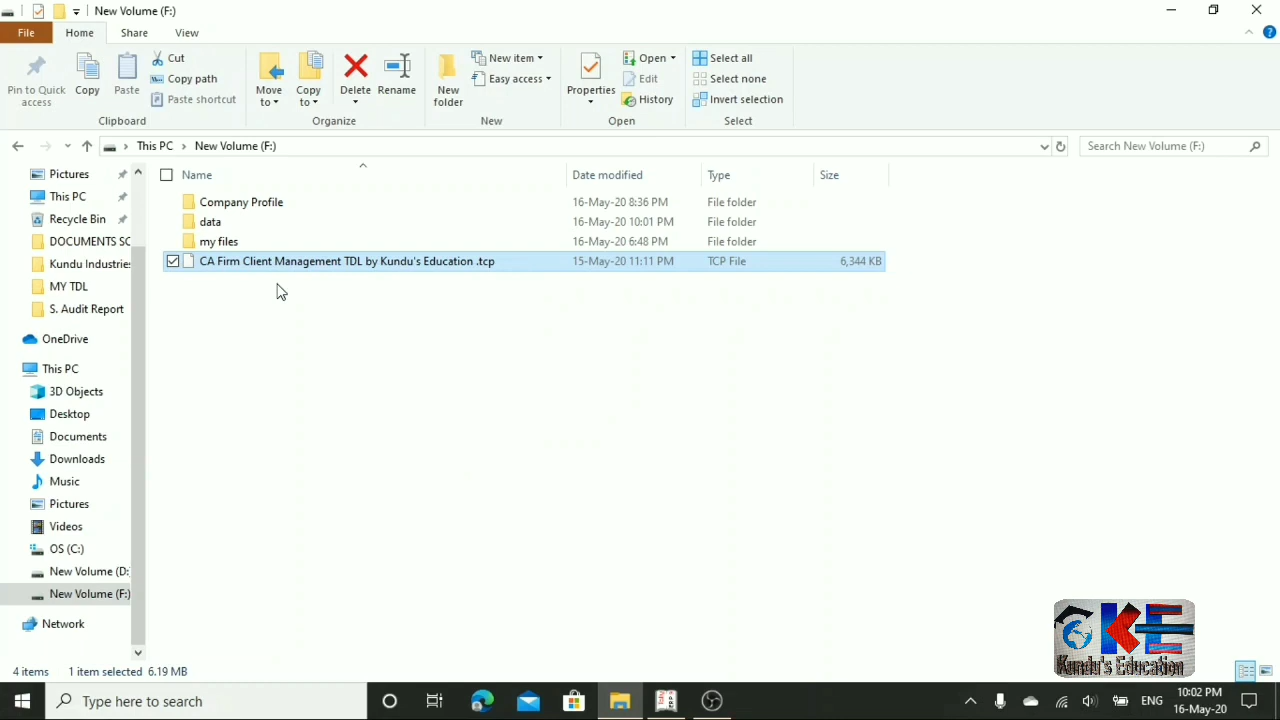 New Volume (F:)
File Home Share View
Pin to Quick access
Copy
Paste
Cut
Copy path
Paste shortcut
Clipboard
Move to
Copy to
Delete
Rename
Organize
New folder
New item
Easy access
New
Properties
Open
Edit
History
Open
Select all
Select none
Invert selection
Select
This PC New Volume (F:)
Search New Volume (F:)
Pictures
This PC
Recycle Bin
DOCUMENTS SC
Kundu Industries
MY TDL
S. Audit Report
OneDrive
This PC
3D Objects
Desktop
Documents
Downloads
Music
Pictures
Videos
OS (C:)
New Volume (D:)
New Volume (F:)
Network
Name Date modified Type Size
Company Profile 16-May-20 8:36 PM File folder
data 16-May-20 10:01 PM File folder
my files 16-May-20 6:48 PM File folder
CA Firm Client Management TDL by Kundu's Education .tcp 15-May-20 11:11 PM TCP File 6,344 KB
KE
Kundu's Education
4 items 1 item selected 6.19 MB
Type here to search
ENG
10:02 PM
16-May-20